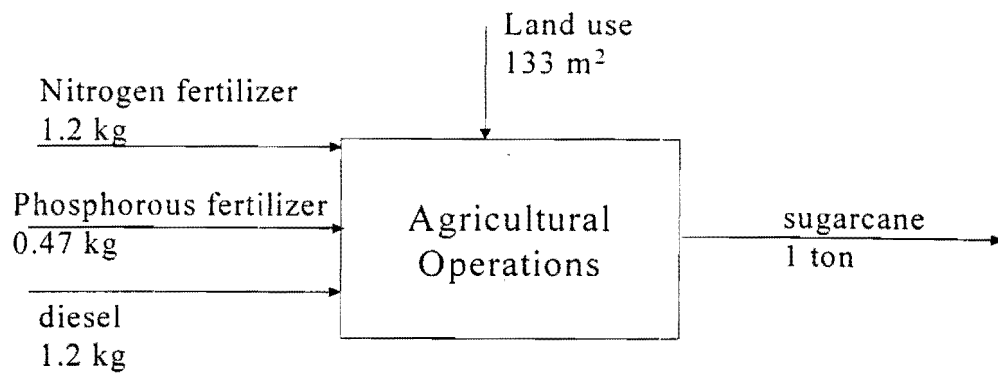 Land use
133 m²
Nitrogen fertilizer
1.2 kg
Phosphorous fertilizer
0.47 kg
diesel
1.2 kg
Agricultural
Operations
sugarcane
1 ton